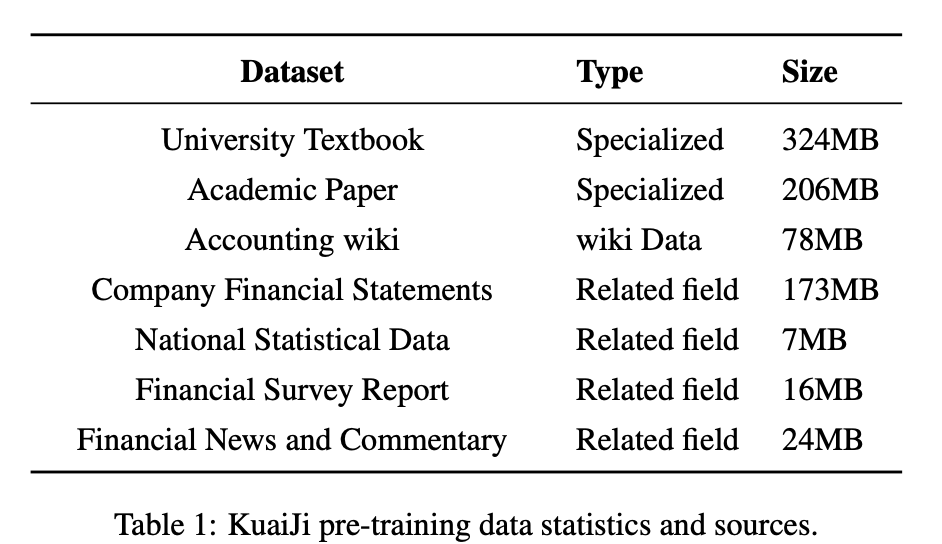 Dataset Type Size
University Textbook Specialized 324MB
Academic Paper Specialized 206MB
Accounting wiki wiki Data 78MB
Company Financial Statements Related field 173MB
National Statistical Data Related field 7MB
Financial Survey Report Related field 16MB
Financial News and Commentary Related field 24MB
Table 1: KuaiJi pre-training data statistics and sources.